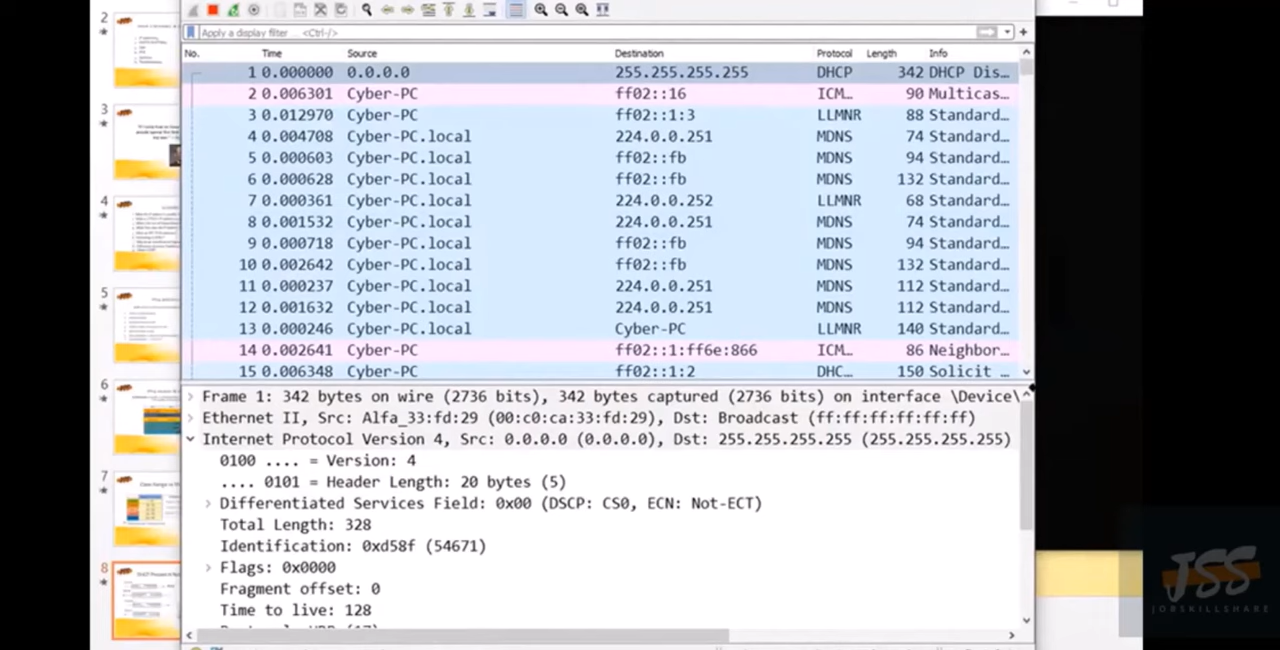 Apply a display filter ... <Ctrl-/>
No. Time Source Destination Protocol Length Info
1 0.000000 0.0.0.0 255.255.255.255 DHCP 342 DHCP Dis...
2 0.006301 Cyber-PC ff02::16 ICM... 90 Multicas...
3 0.012970 Cyber-PC ff02::1:3 LLMNR 88 Standard...
4 0.004708 Cyber-PC.local 224.0.0.251 MDNS 74 Standard...
5 0.000603 Cyber-PC.local ff02::fb MDNS 94 Standard...
6 0.000628 Cyber-PC.local ff02::fb MDNS 132 Standard...
7 0.000361 Cyber-PC.local 224.0.0.252 LLMNR 68 Standard...
8 0.001532 Cyber-PC.local 224.0.0.251 MDNS 74 Standard...
9 0.000718 Cyber-PC.local ff02::fb MDNS 94 Standard...
10 0.002642 Cyber-PC.local ff02::fb MDNS 132 Standard...
11 0.000237 Cyber-PC.local 224.0.0.251 MDNS 112 Standard...
12 0.001632 Cyber-PC.local 224.0.0.251 MDNS 112 Standard...
13 0.000246 Cyber-PC.local Cyber-PC LLMNR 140 Standard...
14 0.002641 Cyber-PC ff02::1:ff6e:866 ICM... 86 Neighbor...
15 0.006348 Cyber-PC ff02::1:2 DHC... 150 Solicit ...
Frame 1: 342 bytes on wire (2736 bits), 342 bytes captured (2736 bits) on interface \Device\
Ethernet II, Src: Alfa_33:fd:29 (00:c0:ca:33:fd:29), Dst: Broadcast (ff:ff:ff:ff:ff:ff)
Internet Protocol Version 4, Src: 0.0.0.0 (0.0.0.0), Dst: 255.255.255.255 (255.255.255.255)
0100 .... = Version: 4
.... 0101 = Header Length: 20 bytes (5)
Differentiated Services Field: 0x00 (DSCP: CS0, ECN: Not-ECT)
Total Length: 328
Identification: 0xd58f (54671)
Flags: 0x0000
Fragment offset: 0
Time to live: 128
2
3
4
5
6
7
8
JSS
JOBSKILLSHARE